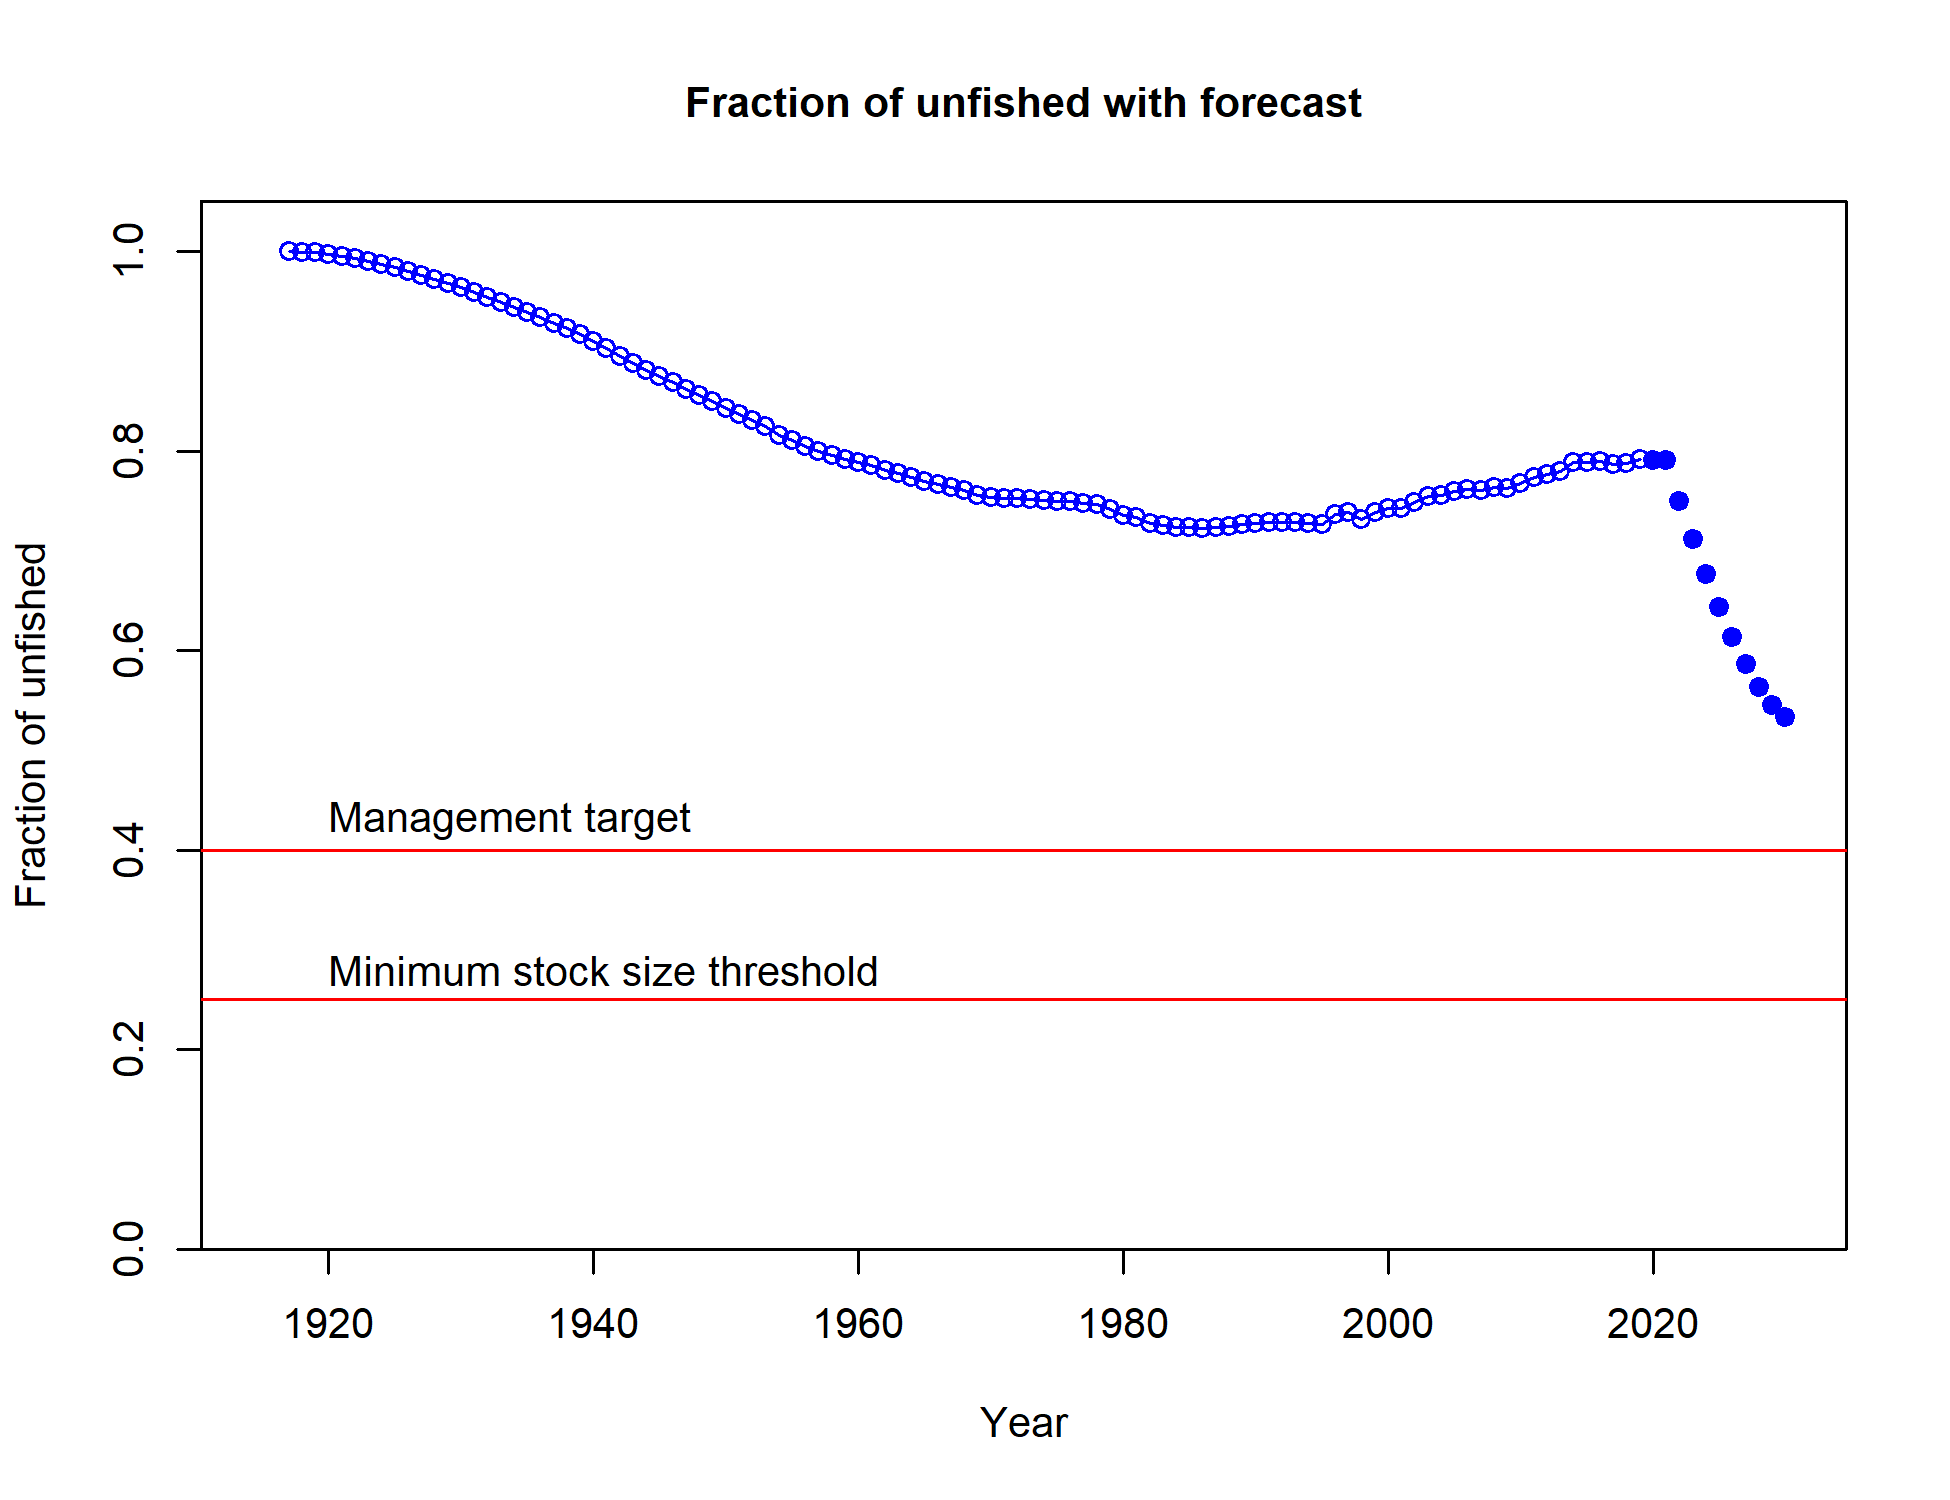 Fraction of unfished with forecast
Fraction of unfished
1.0
0.8
0.6
0.4
0.2
0.0
Management target
Minimum stock size threshold
1920 1940 1960 1980 2000 2020
Year